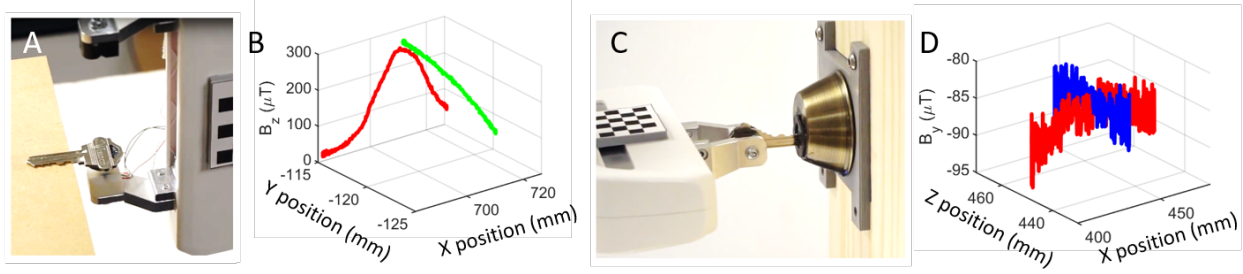 A
B
300
200
100
0
B_z (μT)
-115
-120
-125
Y position (mm)
700
720
X position (mm)
C
D
-80
-85
-90
-95
B_y (μT)
460
440
Z position (mm)
400
450
X position (mm)